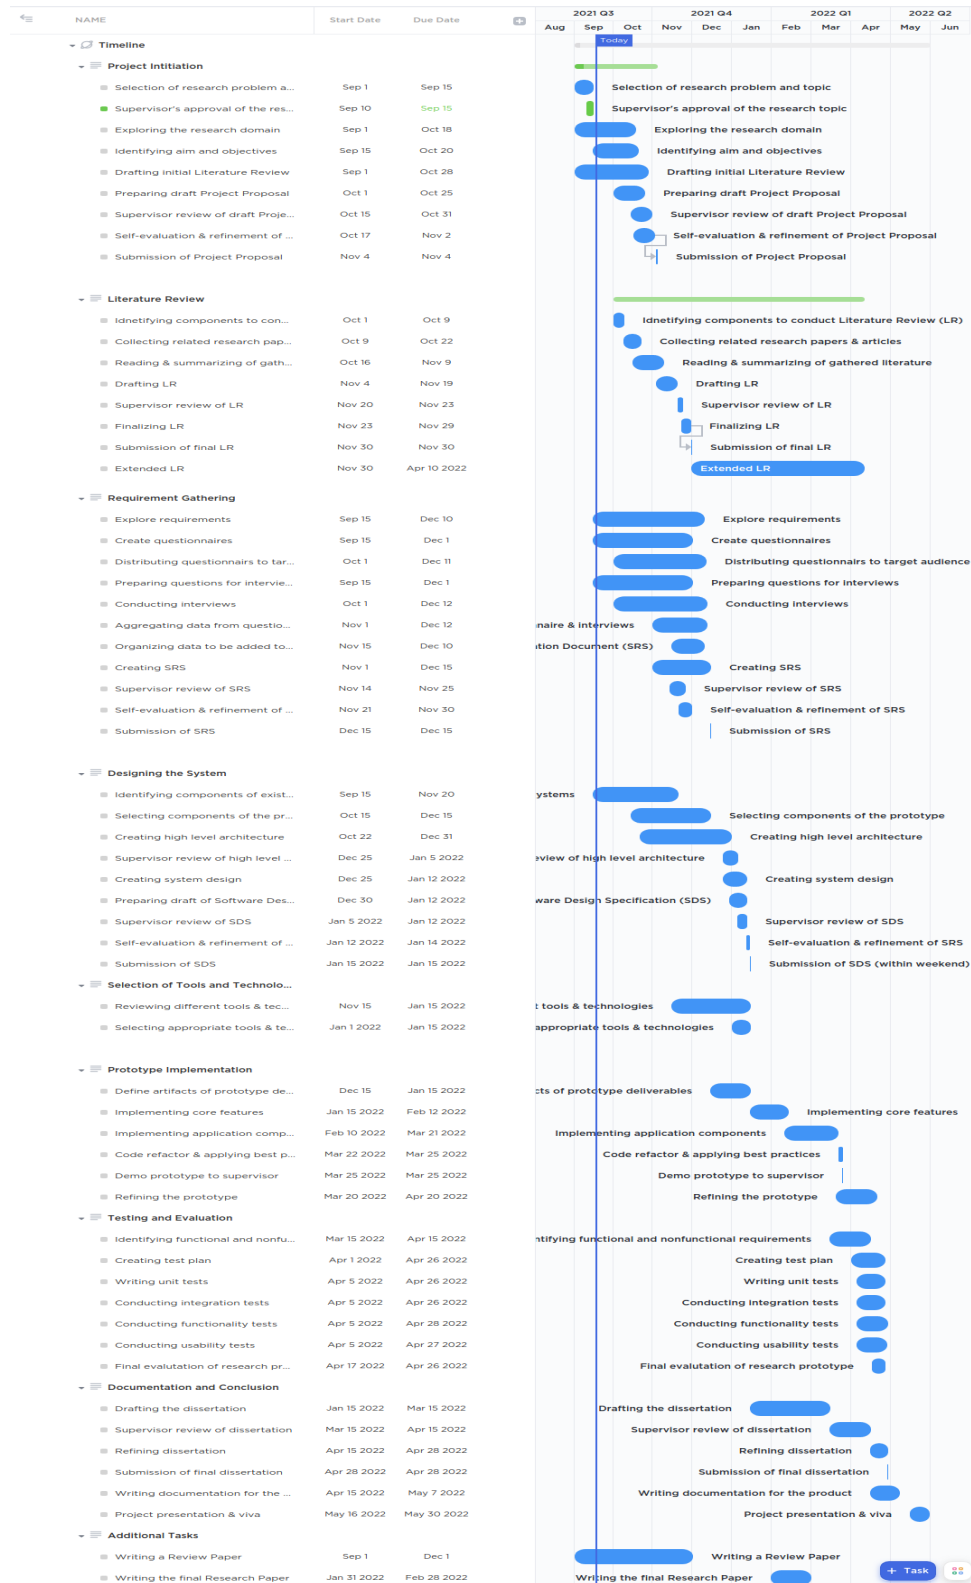 2021 Q3 2021 Q4 2022 Q1 2022 Q2
NAME Start Date Due Date Aug Sep Oct Nov Dec Jan Feb Mar Apr May Jun
Today
Timeline
Project Intitiation
Selection of research problem a... Sep 1 Sep 15 Selection of research problem and topic
Supervisor's approval of the res... Sep 10 Sep 15 Supervisor's approval of the research topic
Exploring the research domain Sep 1 Oct 18 Exploring the research domain
Identifying aim and objectives Sep 15 Oct 20 Identifying aim and objectives
Drafting initial Literature Review Sep 1 Oct 28 Drafting initial Literature Review
Preparing draft Project Proposal Oct 1 Oct 25 Preparing draft Project Proposal
Supervisor review of draft Proje... Oct 15 Oct 31 Supervisor review of draft Project Proposal
Self-evaluation & refinement of ... Oct 17 Nov 2 Self-evaluation & refinement of Project Proposal
Submission of Project Proposal Nov 4 Nov 4 Submission of Project Proposal
Literature Review
Idnetifying components to con... Oct 1 Oct 9 Idnetifying components to conduct Literature Review (LR)
Collecting related research pap... Oct 9 Oct 22 Collecting related research papers & articles
Reading & summarizing of gath... Oct 16 Nov 9 Reading & summarizing of gathered literature
Drafting LR Nov 4 Nov 19 Drafting LR
Supervisor review of LR Nov 20 Nov 23 Supervisor review of LR
Finalizing LR Nov 23 Nov 29 Finalizing LR
Submission of final LR Nov 30 Nov 30 Submission of final LR
Extended LR Nov 30 Apr 10 2022 Extended LR
Requirement Gathering
Explore requirements Sep 15 Dec 10 Explore requirements
Create questionnaires Sep 15 Dec 1 Create questionnaires
Distributing questionnairs to tar... Oct 1 Dec 11 Distributing questionnairs to target audience
Preparing questions for intervie... Sep 15 Dec 1 Preparing questions for interviews
Conducting interviews Oct 1 Dec 12 Conducting interviews
Aggregating data from questio... Nov 1 Dec 12 nnaire & interviews
Organizing data to be added to... Nov 15 Dec 10 ation Document (SRS)
Creating SRS Nov 1 Dec 15 Creating SRS
Supervisor review of SRS Nov 14 Nov 25 Supervisor review of SRS
Self-evaluation & refinement of ... Nov 21 Nov 30 Self-evaluation & refinement of SRS
Submission of SRS Dec 15 Dec 15 Submission of SRS
Designing the System
Identifying components of exist... Sep 15 Nov 20 ystems
Selecting components of the pr... Oct 15 Dec 15 Selecting components of the prototype
Creating high level architecture Oct 22 Dec 31 Creating high level architecture
Supervisor review of high level ... Dec 25 Jan 5 2022 eview of high level architecture
Creating system design Dec 25 Jan 12 2022 Creating system design
Preparing draft of Software Des... Dec 30 Jan 12 2022 ware Design Specification (SDS)
Supervisor review of SDS Jan 5 2022 Jan 12 2022 Supervisor review of SDS
Self-evaluation & refinement of ... Jan 12 2022 Jan 14 2022 Self-evaluation & refinement of SRS
Submission of SDS Jan 15 2022 Jan 15 2022 Submission of SDS (within weekend)
Selection of Tools and Technolo...
Reviewing different tools & tec... Nov 15 Jan 15 2022 t tools & technologies
Selecting appropriate tools & te... Jan 1 2022 Jan 15 2022 appropriate tools & technologies
Prototype Implementation
Define artifacts of prototype de... Dec 15 Jan 15 2022 cts of prototype deliverables
Implementing core features Jan 15 2022 Feb 12 2022 Implementing core features
Implementing application comp... Feb 10 2022 Mar 21 2022 Implementing application components
Code refactor & applying best p... Mar 22 2022 Mar 25 2022 Code refactor & applying best practices
Demo prototype to supervisor Mar 25 2022 Mar 25 2022 Demo prototype to supervisor
Refining the prototype Mar 20 2022 Apr 20 2022 Refining the prototype
Testing and Evaluation
Identifying functional and nonfu... Mar 15 2022 Apr 15 2022 ntifying functional and nonfunctional requirements
Creating test plan Apr 1 2022 Apr 26 2022 Creating test plan
Writing unit tests Apr 5 2022 Apr 26 2022 Writing unit tests
Conducting integration tests Apr 5 2022 Apr 26 2022 Conducting integration tests
Conducting functionality tests Apr 5 2022 Apr 28 2022 Conducting functionality tests
Conducting usability tests Apr 5 2022 Apr 27 2022 Conducting usability tests
Final evalutation of research pr... Apr 17 2022 Apr 26 2022 Final evalutation of research prototype
Documentation and Conclusion
Drafting the dissertation Jan 15 2022 Mar 15 2022 Drafting the dissertation
Supervisor review of dissertation Mar 15 2022 Apr 15 2022 Supervisor review of dissertation
Refining dissertation Apr 15 2022 Apr 28 2022 Refining dissertation
Submission of final dissertation Apr 28 2022 Apr 28 2022 Submission of final dissertation
Writing documentation for the ... Apr 15 2022 May 7 2022 Writing documentation for the product
Project presentation & viva May 16 2022 May 30 2022 Project presentation & viva
Additional Tasks
Writing a Review Paper Sep 1 Dec 1 Writing a Review Paper
+ Task
Writing the final Research Paper Jan 31 2022 Feb 28 2022 Writing the final Research Paper